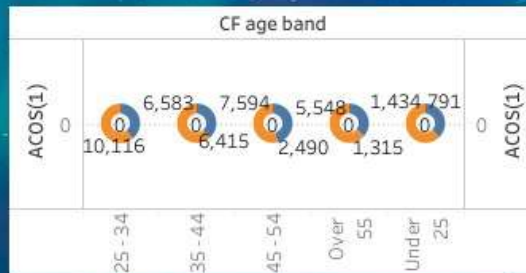 CF age band
ACOS(1)
0
6,583
7,594
5,548
1,434
791
0
0
0
0
0
10,116
6,415
2,490
1,315
0
ACOS(1)
25 - 34
35 - 44
45 - 54
Over 55
Under 25